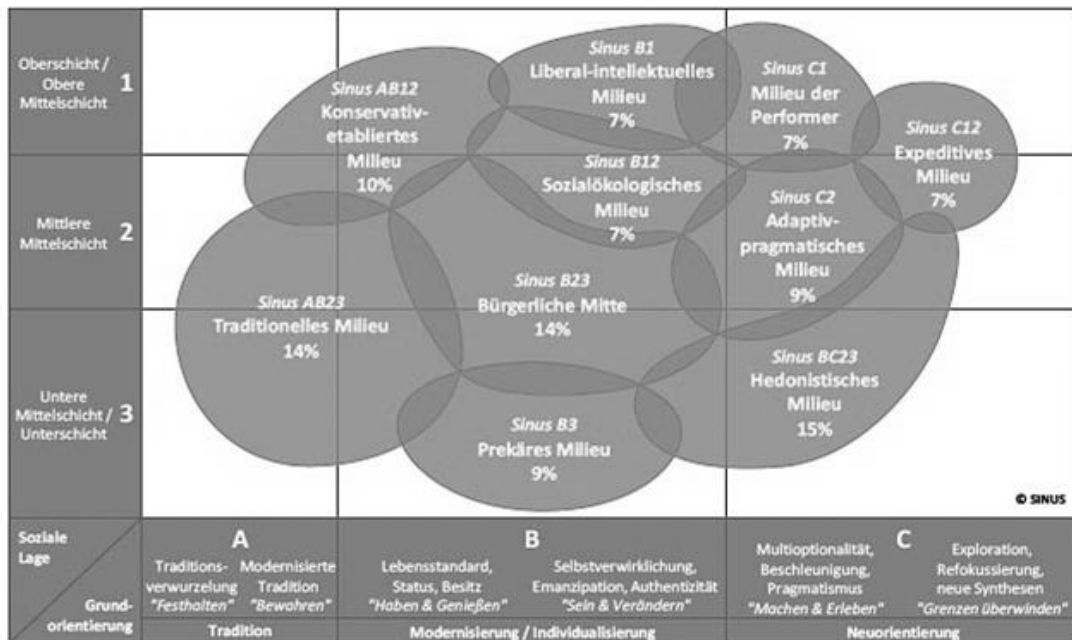 Oberschicht /
Obere
Mittelschicht
1
Mittlere
Mittelschicht
2
Untere
Mittelschicht /
Unterschicht
3
Sinus AB12
Konservativ-
etabliertes
Milieu
10%
Sinus B1
Liberal-intellektuelles
Milieu
7%
Sinus C1
Milieu der
Performer
7%
Sinus C12
Expeditives
Milieu
7%
Sinus B12
Sozialökologisches
Milieu
7%
Sinus C2
Adaptiv-
pragmatisches
Milieu
9%
Sinus AB23
Traditionelles Milieu
14%
Sinus B23
Bürgerliche Mitte
14%
Sinus BC23
Hedonistisches
Milieu
15%
Sinus B3
Prekäres Milieu
9%
© SINUS
Soziale
Lage
Grund-
orientierung
A
Traditions-
verwurzelung
"Festhalten"
Modernisierte
Tradition
"Bewahren"
Tradition
B
Lebensstandard,
Status, Besitz
"Haben & Genießen"
Selbstverwirklichung,
Emanzipation, Authentizität
"Sein & Verändern"
Modernisierung / Individualisierung
C
Multioptionalität,
Beschleunigung,
Pragmatismus
"Machen & Erleben"
Exploration,
Refokussierung,
neue Synthesen
"Grenzen überwinden"
Neuorientierung